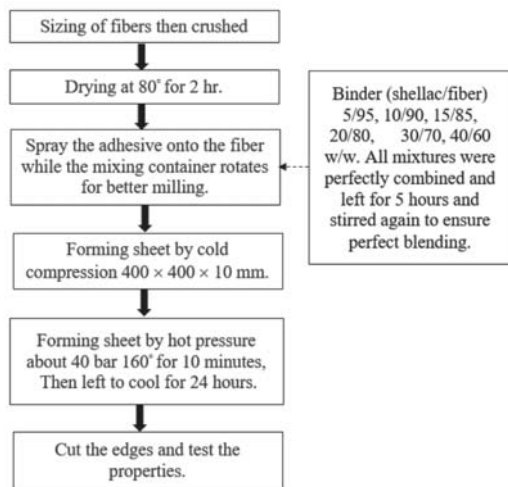 Sizing of fibers then crushed
Drying at 80° for 2 hr.
Spray the adhesive onto the fiber
while the mixing container rotates
for better milling.
Binder (shellac/fiber)
5/95, 10/90, 15/85,
20/80, 30/70, 40/60
w/w. All mixtures were
perfectly combined and
left for 5 hours and
stirred again to ensure
perfect blending.
Forming sheet by cold
compression 400 × 400 × 10 mm.
Forming sheet by hot pressure
about 40 bar 160° for 10 minutes,
Then left to cool for 24 hours.
Cut the edges and test the
properties.